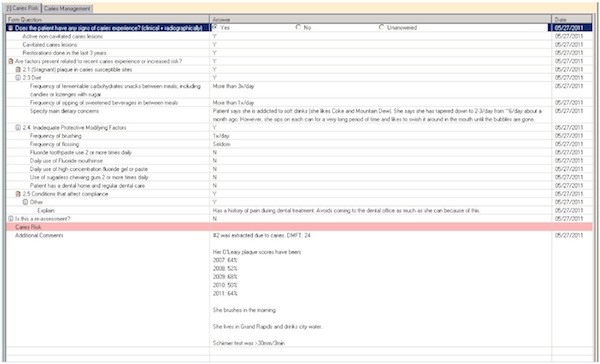 [1] Caries Risk Caries Management
Form Question Answer Date
Does the patient have any signs of caries experience? (clinical + radiographically) Yes No Unanswered 05/27/2011
Active non-cavitated caries lesions Y 05/27/2011
Cavitated caries lesions Y 05/27/2011
Restorations done in the last 3 years Y 05/27/2011
Are factors present related to recent caries experience or increased risk? Y 05/27/2011
2.1 (Stagnant) plaque in caries susceptible sites Y 05/27/2011
2.3 Diet Y 05/27/2011
Frequency of fermentable carbohydrates snacks between meals, including More than 3x/day 05/27/2011
candies or lozenges with sugar
Frequency of sipping of sweetened beverages in between meals More than 1x/day 05/27/2011
Specify main dietary concerns Patient says she is addicted to soft drinks (she likes Coke and Mountain Dew). She says she has tapered down to 2-3/day from ~6/day about a 05/27/2011
month ago. However, she sips on each can for a very long period of time and likes to swish it around in the mouth until the bubbles are gone.
2.4. Inadequate Protective Modifying Factors Y 05/27/2011
Frequency of brushing 1x/day 05/27/2011
Frequency of flossing Seldom 05/27/2011
Fluoride toothpaste use 2 or more times daily N 05/27/2011
Daily use of Fluoride mouthrinse N 05/27/2011
Daily use of high concentration fluoride gel or paste N 05/27/2011
Use of sugarless chewing gum 2 or more times daily N 05/27/2011
Patient has a dental home and regular dental care N 05/27/2011
2.5.Conditions that affect compliance Y 05/27/2011
Other Y 05/27/2011
Explain Has a history of pain during dental treatment. Avoids coming to the dental office as much as she can because of this. 05/27/2011
Is this a re-assessment? N 05/27/2011
Caries Risk
Additional Comments #2 was extracted due to caries. DMFT: 24 05/27/2011
Her O'Leary plaque scores have been:
2007: 64%
2008: 52%
2009: 68%
2010: 50%
2011: 64%
She brushes in the morning.
She lives in Grand Rapids and drinks city water.
Schirmer test was >30mm/3min.